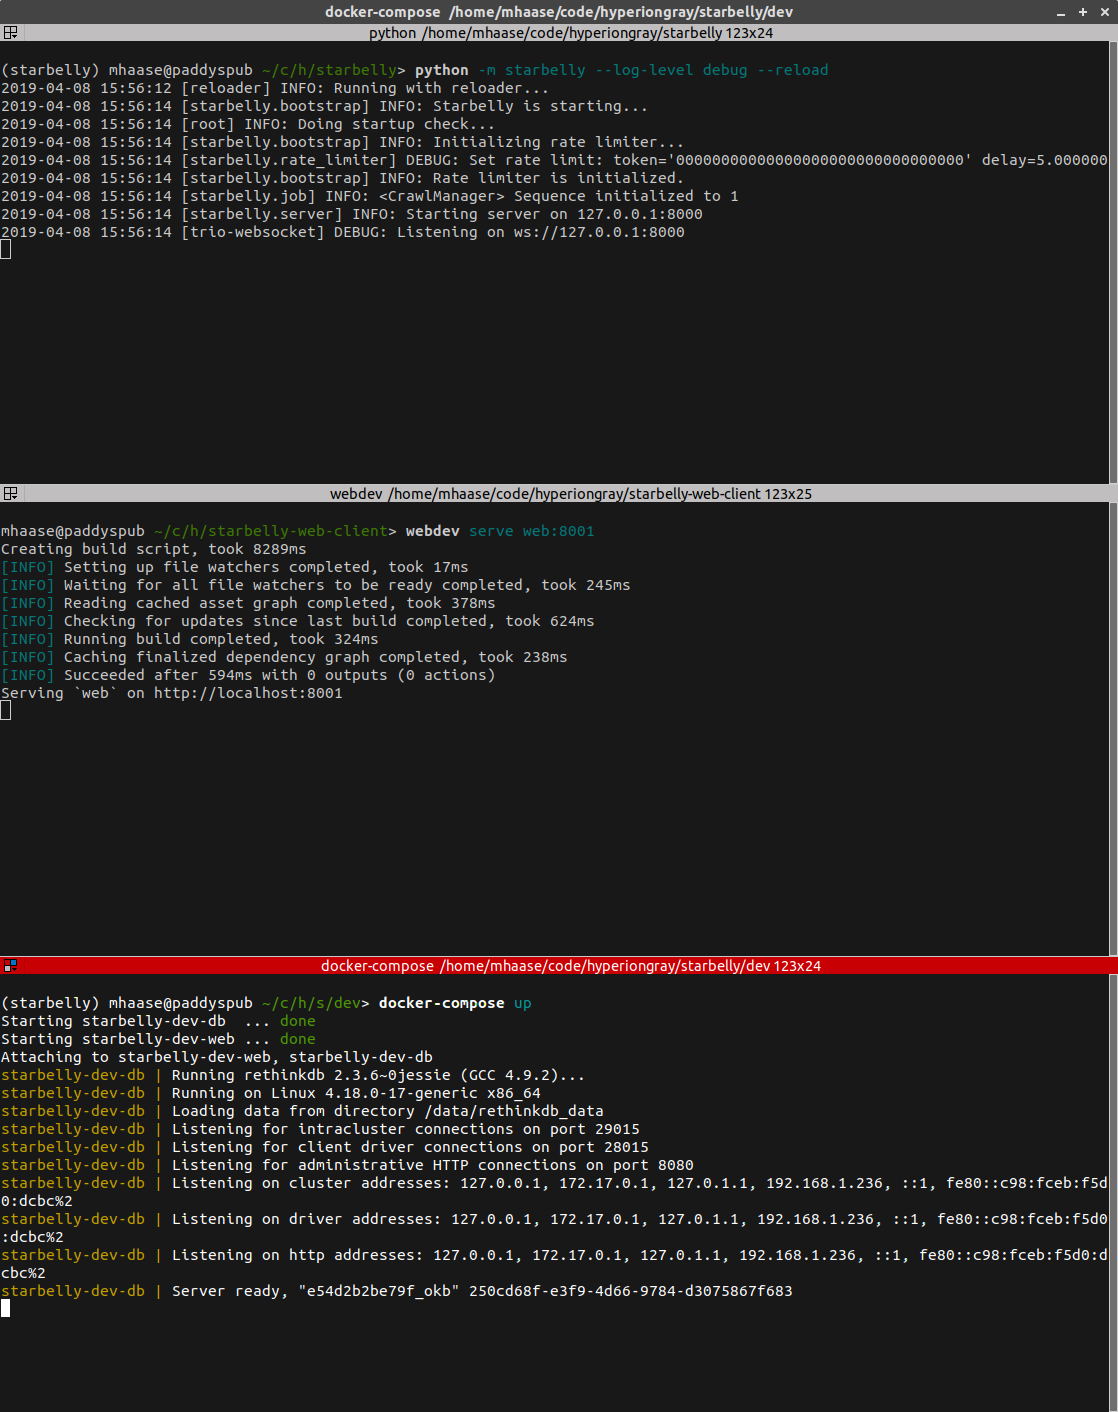 docker-compose /home/mhaase/code/hyperiongray/starbelly/dev
python /home/mhaase/code/hyperiongray/starbelly 123x24
(starbelly) mhaase@paddyspub ~/c/h/starbelly> python -m starbelly --log-level debug --reload
2019-04-08 15:56:12 [reloader] INFO: Running with reloader...
2019-04-08 15:56:14 [starbelly.bootstrap] INFO: Starbelly is starting...
2019-04-08 15:56:14 [root] INFO: Doing startup check...
2019-04-08 15:56:14 [starbelly.bootstrap] INFO: Initializing rate limiter...
2019-04-08 15:56:14 [starbelly.rate_limiter] DEBUG: Set rate limit: token='00000000000000000000000000000000' delay=5.000000
2019-04-08 15:56:14 [starbelly.bootstrap] INFO: Rate limiter is initialized.
2019-04-08 15:56:14 [starbelly.job] INFO: <CrawlManager> Sequence initialized to 1
2019-04-08 15:56:14 [starbelly.server] INFO: Starting server on 127.0.0.1:8000
2019-04-08 15:56:14 [trio-websocket] DEBUG: Listening on ws://127.0.0.1:8000
webdev /home/mhaase/code/hyperiongray/starbelly-web-client 123x25
mhaase@paddyspub ~/c/h/starbelly-web-client> webdev serve web:8001
Creating build script, took 8289ms
[INFO] Setting up file watchers completed, took 17ms
[INFO] Waiting for all file watchers to be ready completed, took 245ms
[INFO] Reading cached asset graph completed, took 378ms
[INFO] Checking for updates since last build completed, took 624ms
[INFO] Running build completed, took 324ms
[INFO] Caching finalized dependency graph completed, took 238ms
[INFO] Succeeded after 594ms with 0 outputs (0 actions)
Serving `web` on http://localhost:8001
docker-compose /home/mhaase/code/hyperiongray/starbelly/dev 123x24
(starbelly) mhaase@paddyspub ~/c/h/s/dev> docker-compose up
Starting starbelly-dev-db  ... done
Starting starbelly-dev-web ... done
Attaching to starbelly-dev-web, starbelly-dev-db
starbelly-dev-db | Running rethinkdb 2.3.6~0jessie (GCC 4.9.2)...
starbelly-dev-db | Running on Linux 4.18.0-17-generic x86_64
starbelly-dev-db | Loading data from directory /data/rethinkdb_data
starbelly-dev-db | Listening for intracluster connections on port 29015
starbelly-dev-db | Listening for client driver connections on port 28015
starbelly-dev-db | Listening for administrative HTTP connections on port 8080
starbelly-dev-db | Listening on cluster addresses: 127.0.0.1, 172.17.0.1, 127.0.1.1, 192.168.1.236, ::1, fe80::c98:fceb:f5d
0:dcbc%2
starbelly-dev-db | Listening on driver addresses: 127.0.0.1, 172.17.0.1, 127.0.1.1, 192.168.1.236, ::1, fe80::c98:fceb:f5d0
:dcbc%2
starbelly-dev-db | Listening on http addresses: 127.0.0.1, 172.17.0.1, 127.0.1.1, 192.168.1.236, ::1, fe80::c98:fceb:f5d0:d
cbc%2
starbelly-dev-db | Server ready, "e54d2b2be79f_okb" 250cd68f-e3f9-4d66-9784-d3075867f683